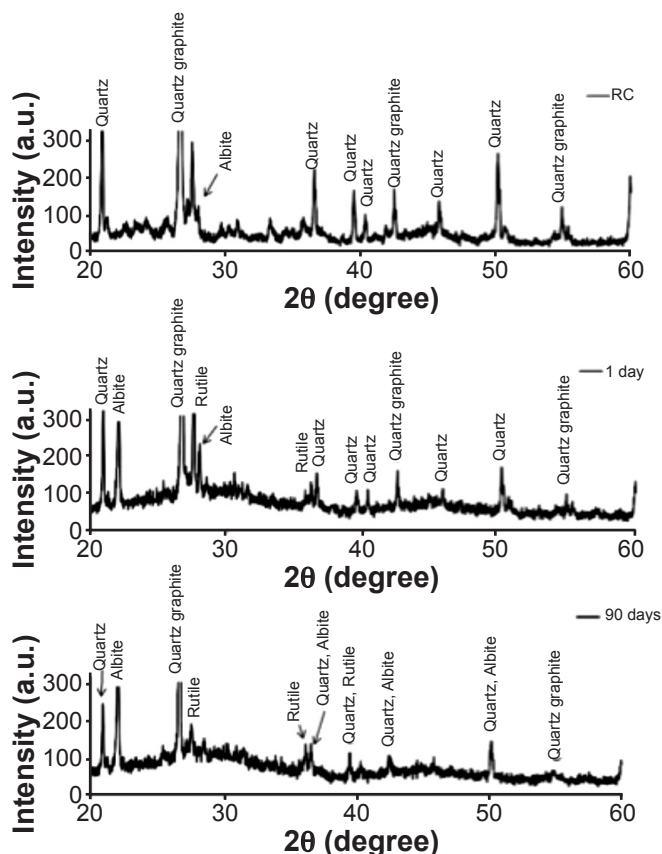 Quartz
Quartz graphite
Albite
Quartz
Quartz
Quartz
Quartz graphite
Quartz
Quartz
Quartz graphite
RC
Intensity (a.u.)
300
200
100
0
20
30
40
50
60
2θ (degree)
Quartz
Albite
Quartz graphite
Rutile
Albite
Rutile
Quartz
Quartz
Quartz
Quartz graphite
Quartz
Quartz
Quartz graphite
1 day
Intensity (a.u.)
300
200
100
0
20
30
40
50
60
2θ (degree)
Quartz
Albite
Quartz graphite
Rutile
Rutile
Quartz, Albite
Quartz, Rutile
Quartz, Albite
Quartz, Albite
Quartz graphite
90 days
Intensity (a.u.)
300
200
100
0
20
30
40
50
60
2θ (degree)